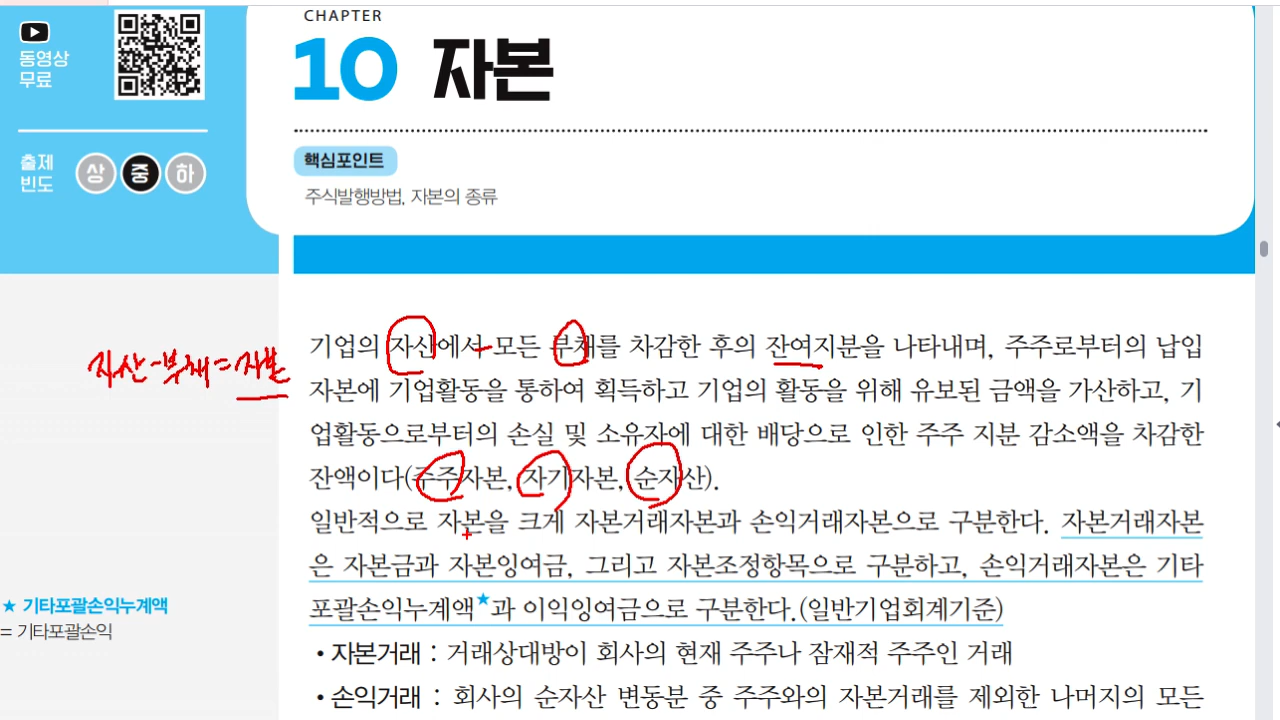 CHAPTER
10 자본
동영상
무료
출제
빈도
상 중 하
핵심포인트
주식발행방법, 자본의 종류
자산-부채=자본
기업의 자산에서 모든 부채를 차감한 후의 잔여지분을 나타내며, 주주로부터의 납입
자본에 기업활동을 통하여 획득하고 기업의 활동을 위해 유보된 금액을 가산하고, 기
업활동으로부터의 손실 및 소유자에 대한 배당으로 인한 주주 지분 감소액을 차감한
잔액이다(주주자본, 자기자본, 순자산).
일반적으로 자본을 크게 자본거래자본과 손익거래자본으로 구분한다. 자본거래자본
은 자본금과 자본잉여금, 그리고 자본조정항목으로 구분하고, 손익거래자본은 기타
포괄손익누계액★과 이익잉여금으로 구분한다.(일반기업회계기준)
★ 기타포괄손익누계액
= 기타포괄손익
• 자본거래 : 거래상대방이 회사의 현재 주주나 잠재적 주주인 거래
• 손익거래 : 회사의 순자산 변동분 중 주주와의 자본거래를 제외한 나머지의 모든